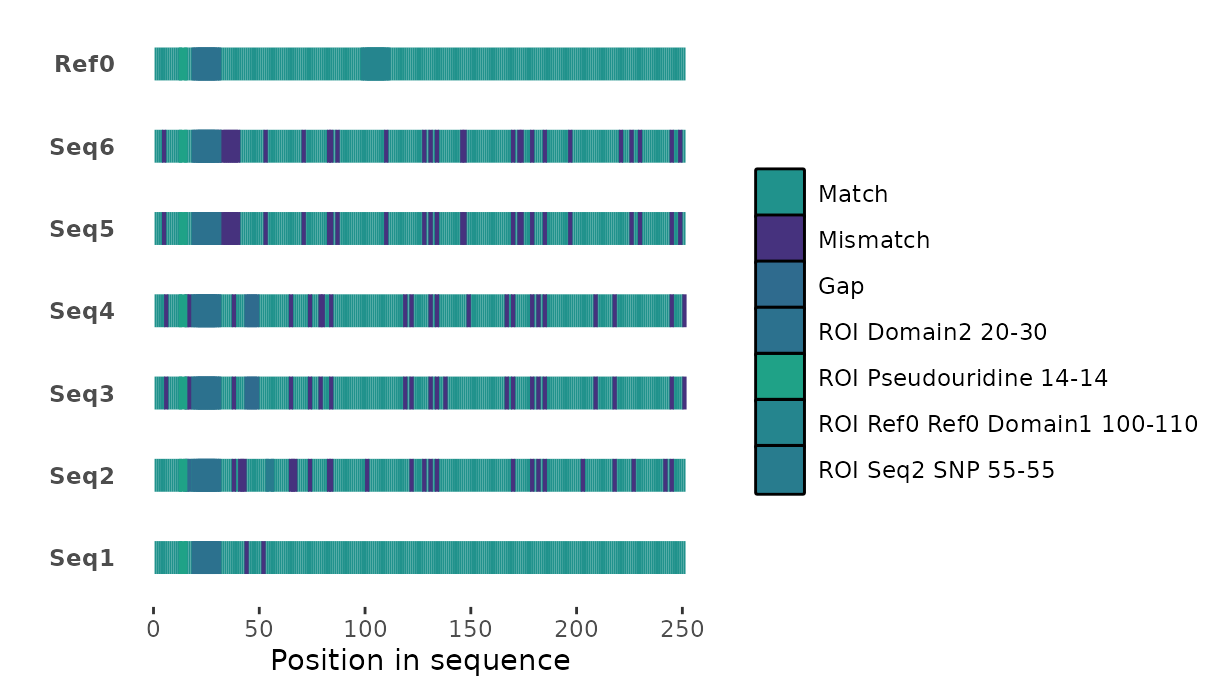 Ref0
Seq6
Seq5
Seq4
Seq3
Seq2
Seq1
0 50 100 150 200 250
Position in sequence
Match
Mismatch
Gap
ROI Domain2 20-30
ROI Pseudouridine 14-14
ROI Ref0 Ref0 Domain1 100-110
ROI Seq2 SNP 55-55